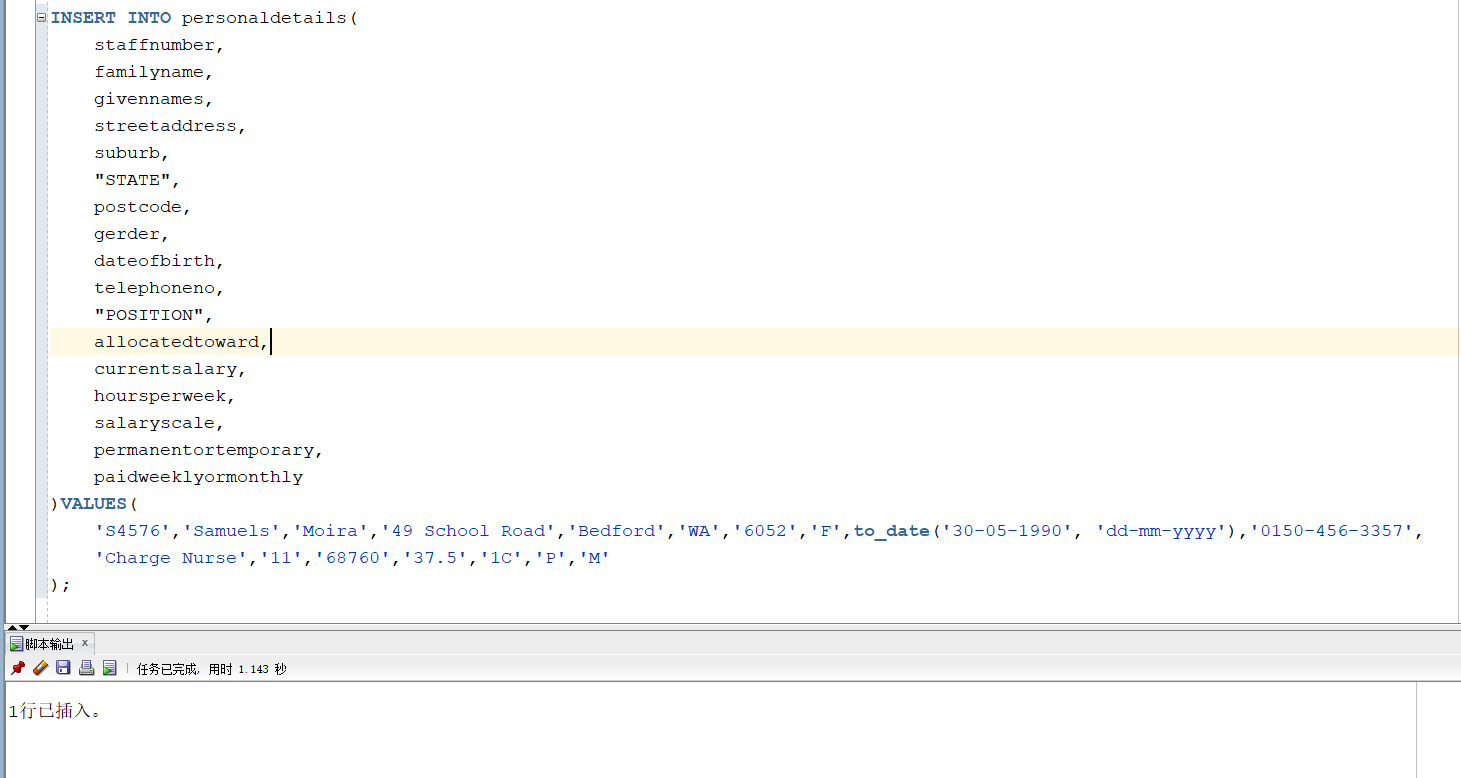 INSERT INTO personaldetails(
staffnumber,
familyname,
givennames,
streetaddress,
suburb,
"STATE",
postcode,
gerder,
dateofbirth,
telephoneno,
"POSITION",
allocatedtoward,
currentsalary,
hoursperweek,
salaryscale,
permanentortemporary,
paidweeklyormonthly
)VALUES(
'S4576','Samuels','Moira','49 School Road','Bedford','WA','6052','F',to_date('30-05-1990', 'dd-mm-yyyy'),'0150-456-3357',
'Charge Nurse','11','68760','37.5','1C','P','M'
);
脚本输出 x
任务已完成, 用时 1.143 秒
1行已插入。